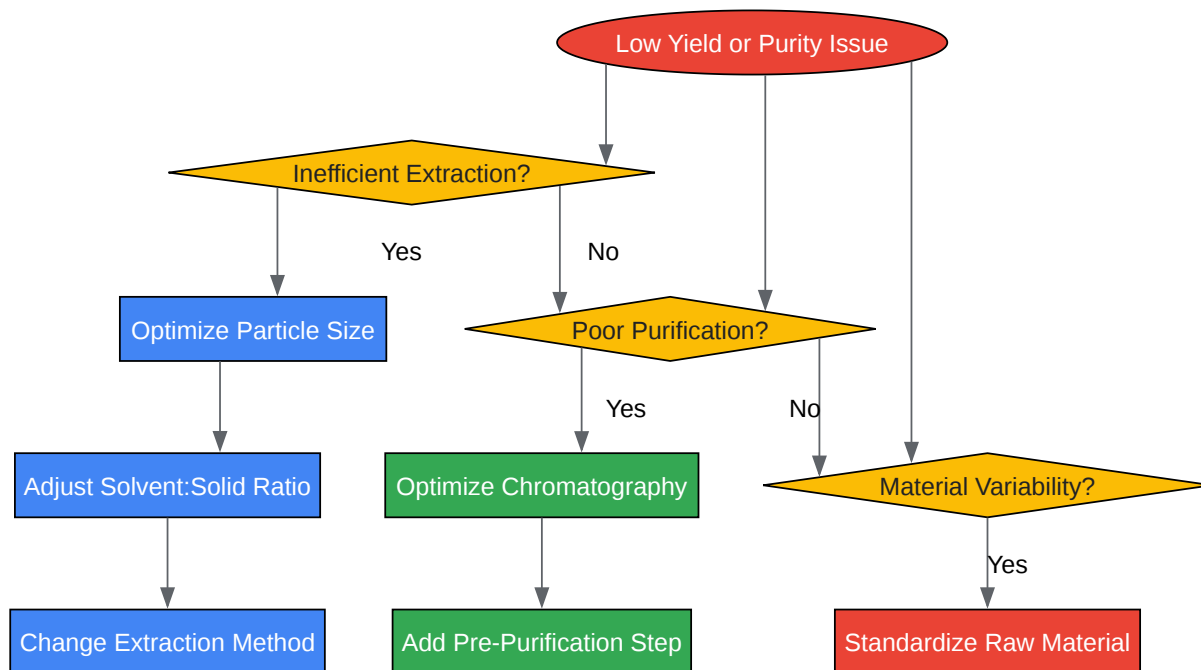 Low Yield or Purity Issue
Inefficient Extraction?
Yes
No
Optimize Particle Size
Poor Purification?
Yes
No
Adjust Solvent:Solid Ratio
Optimize Chromatography
Material Variability?
Yes
Change Extraction Method
Add Pre-Purification Step
Standardize Raw Material